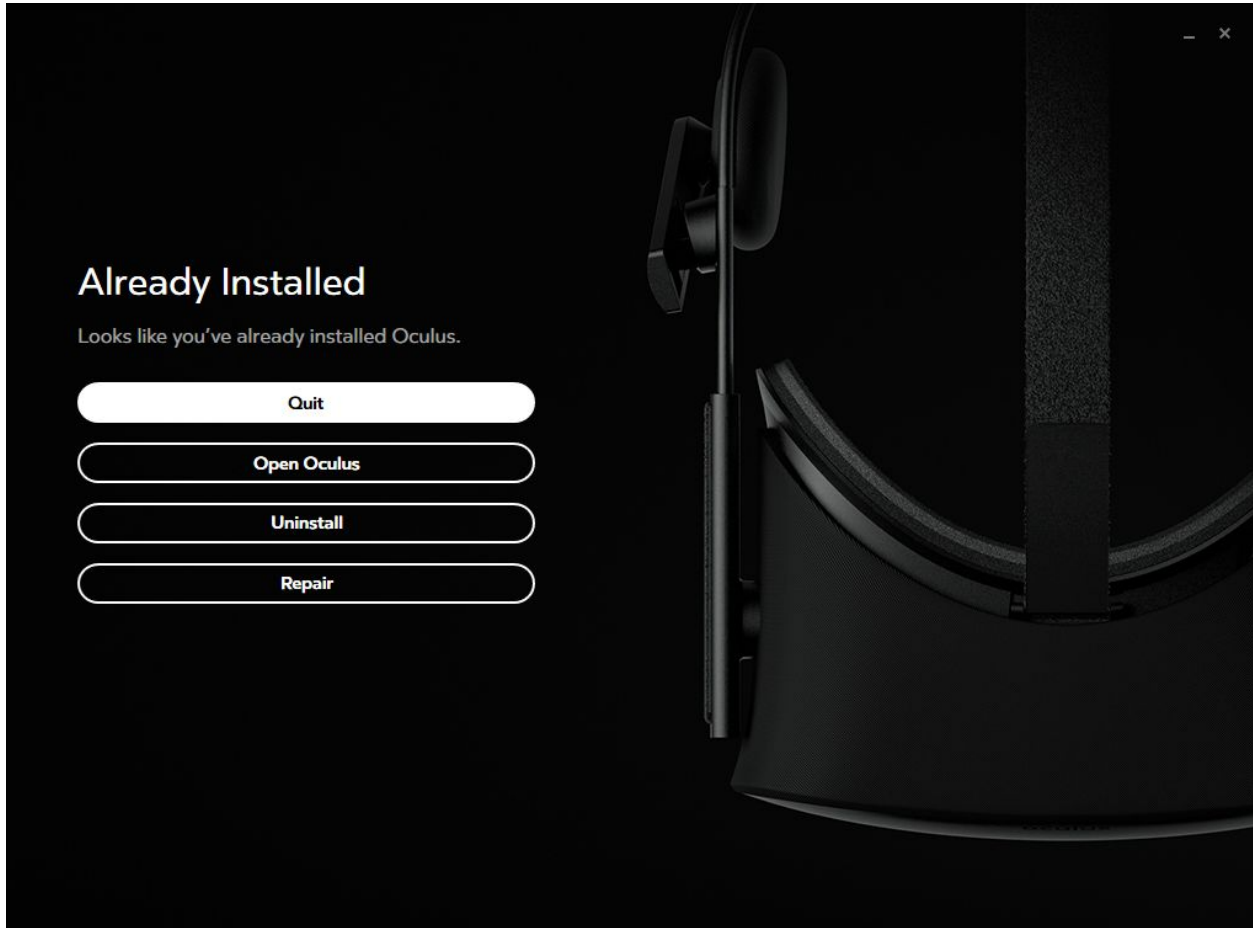 Already Installed
Looks like you've already installed Oculus.
Quit
Open Oculus
Uninstall
Repair